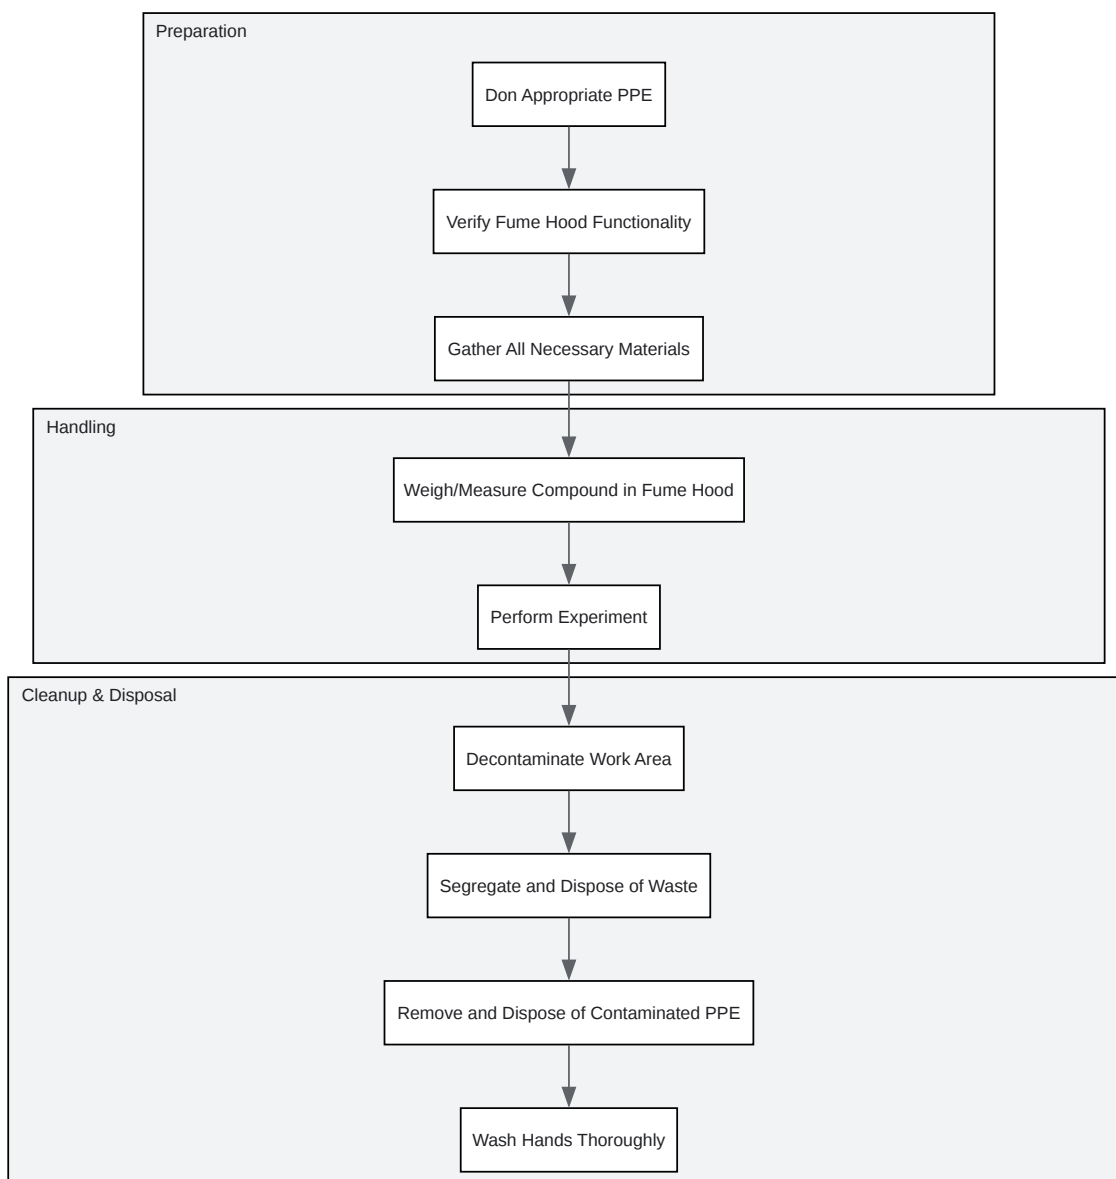 Preparation
Don Appropriate PPE
Verify Fume Hood Functionality
Gather All Necessary Materials
Handling
Weigh/Measure Compound in Fume Hood
Perform Experiment
Cleanup & Disposal
Decontaminate Work Area
Segregate and Dispose of Waste
Remove and Dispose of Contaminated PPE
Wash Hands Thoroughly